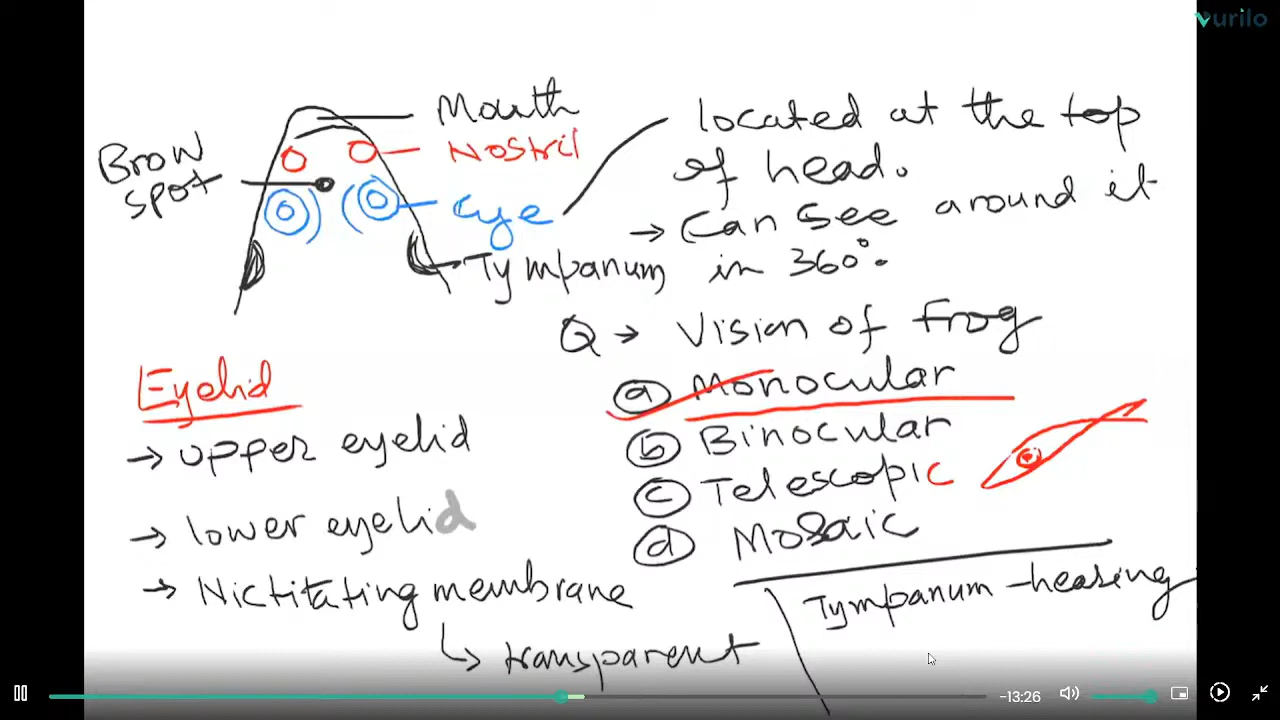 vurilo
Mouth
Nostril
Brow
spot
eye
Tympanum
located at the top
of head.
→ Can see around it
in 360°.
Q → Vision of frog
(a) Monocular
(b) Binocular
(c) Telescopic
(d) Mosaic
Eyelid
→ upper eyelid
→ lower eyelid
→ Nictitating membrane
↳ transparent
Tympanum - hearing
-13:26